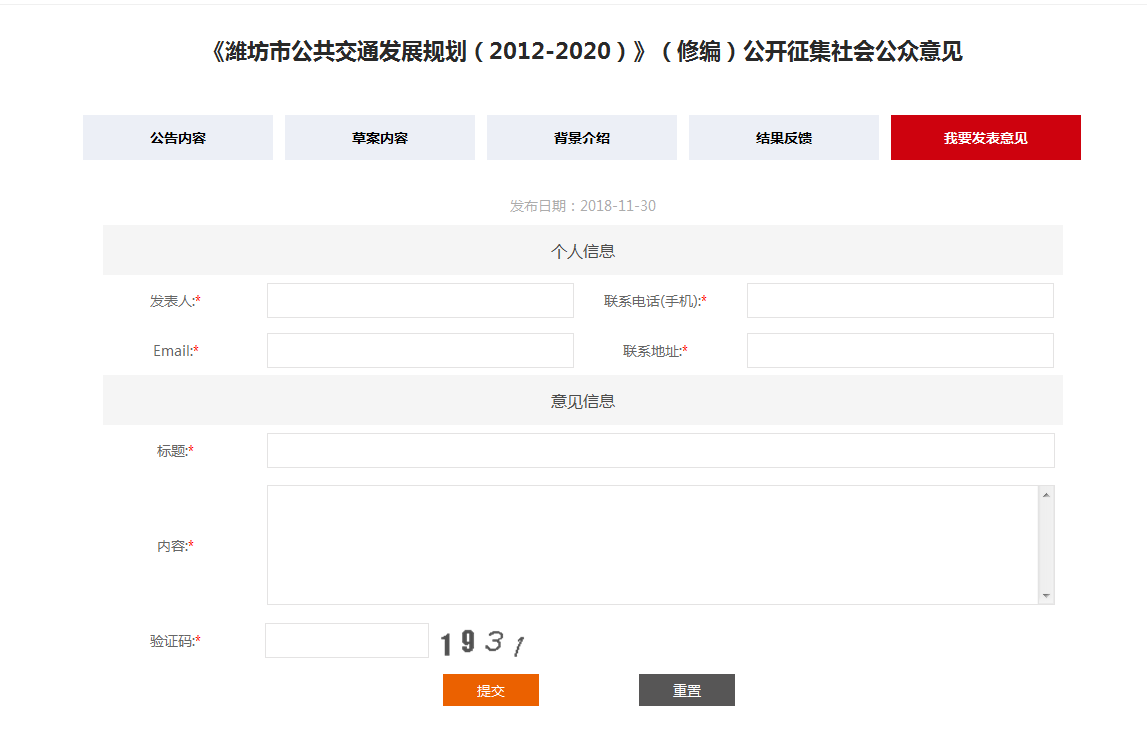 《潍坊市公共交通发展规划（2012-2020）》（修编）公开征集社会公众意见
公告内容 草案内容 背景介绍 结果反馈 我要发表意见
发布日期：2018-11-30
个人信息
发表人:* 联系电话(手机):*
Email:* 联系地址:*
意见信息
标题:*
内容:*
验证码:* 1931
提交 重置